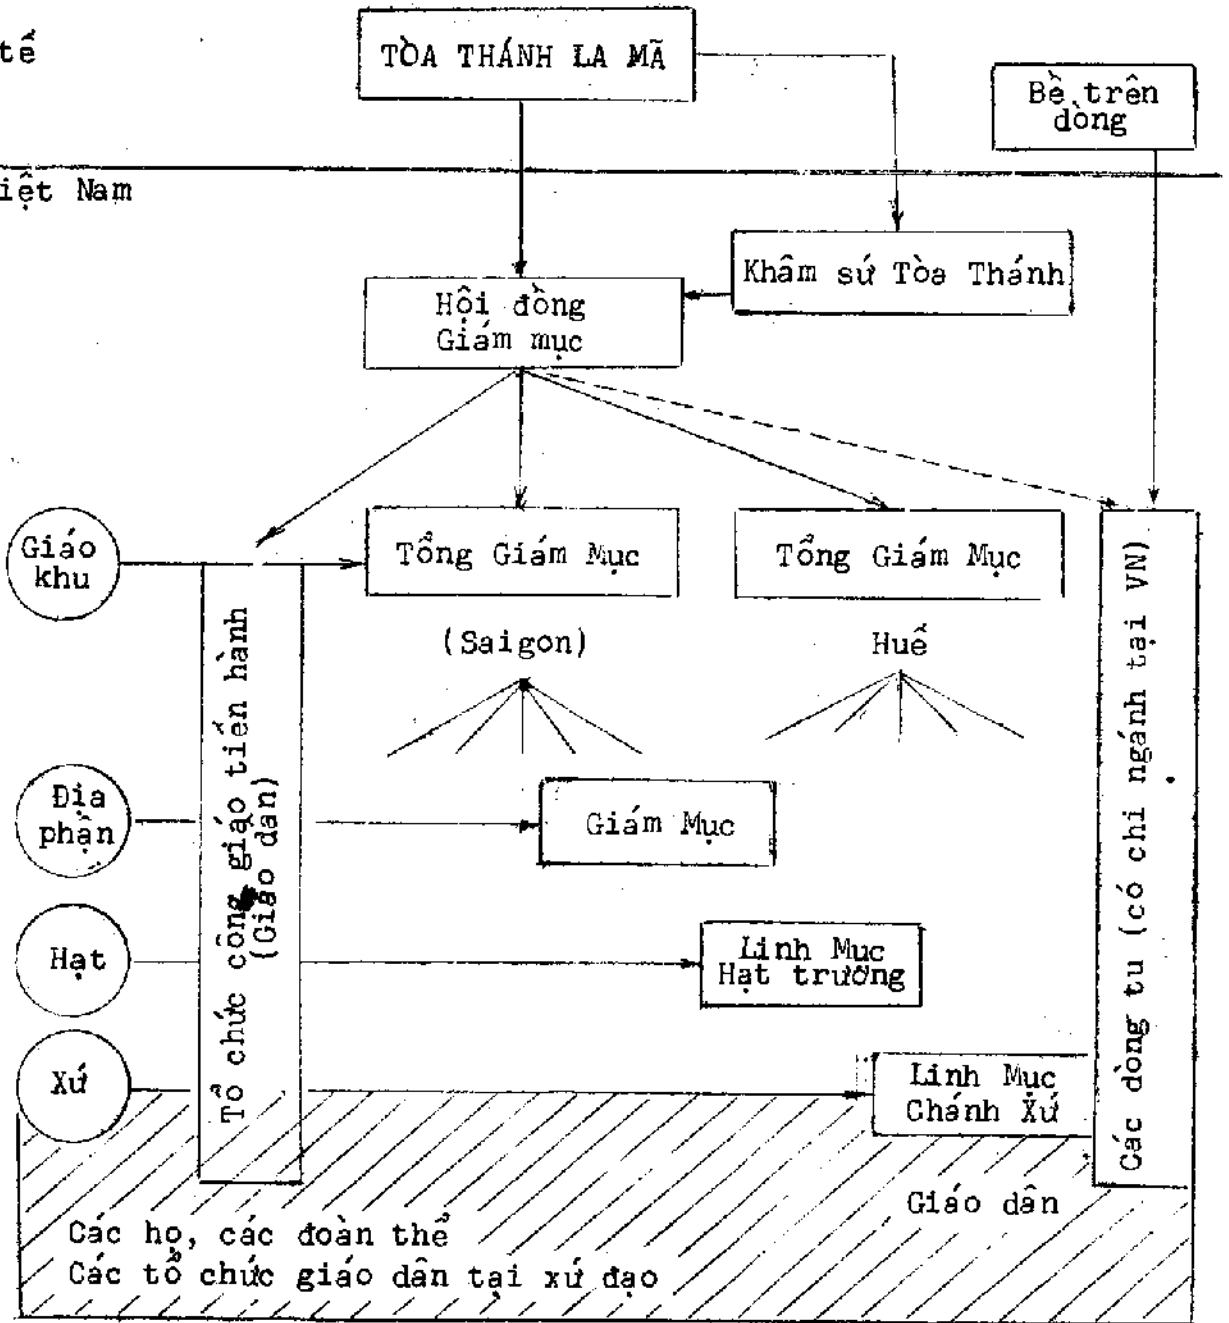 tế
TÒA THÁNH LA MÃ
Bề trên
dòng
iệt Nam
Khâm sứ Tòa Thánh
Hội đồng
Giám mục
Giáo
khu
Tổng Giám Mục
Tổng Giám Mục
(Saigon)
Huế
Tổ chức công giáo tiến hành
(Giáo dân)
Các dòng tu (có chi ngánh tại VN)
Địa
phận
Giám Mục
Hạt
Linh Mục
Hạt trưởng
Xứ
Linh Mục
Chánh Xứ
Giáo dân
Các họ, các đoàn thể
Các tổ chức giáo dân tại xứ đạo